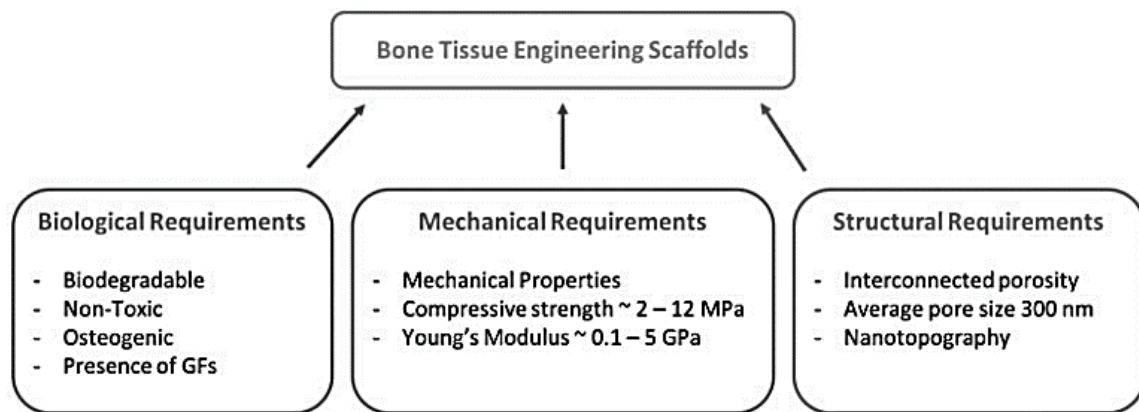 Bone Tissue Engineering Scaffolds
Biological Requirements
- Biodegradable
- Non-Toxic
- Osteogenic
- Presence of GFs
Mechanical Requirements
- Mechanical Properties
- Compressive strength ~ 2 – 12 MPa
- Young's Modulus ~ 0.1 – 5 GPa
Structural Requirements
- Interconnected porosity
- Average pore size 300 nm
- Nanotopography